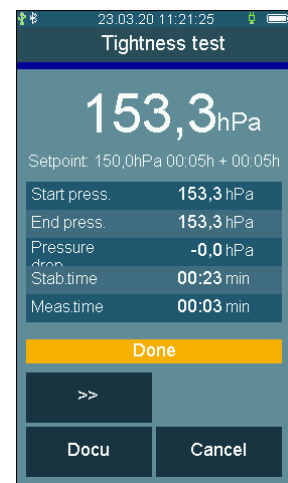 23.03.20 11:21:25
Tightness test
153,3hPa
Setpoint: 150,0hPa 00:05h + 00:05h
Start press. 153,3 hPa
End press. 153,3 hPa
Pressure drop -0,0 hPa
Stab.time 00:23 min
Meas.time 00:03 min
Done
>>
Docu Cancel